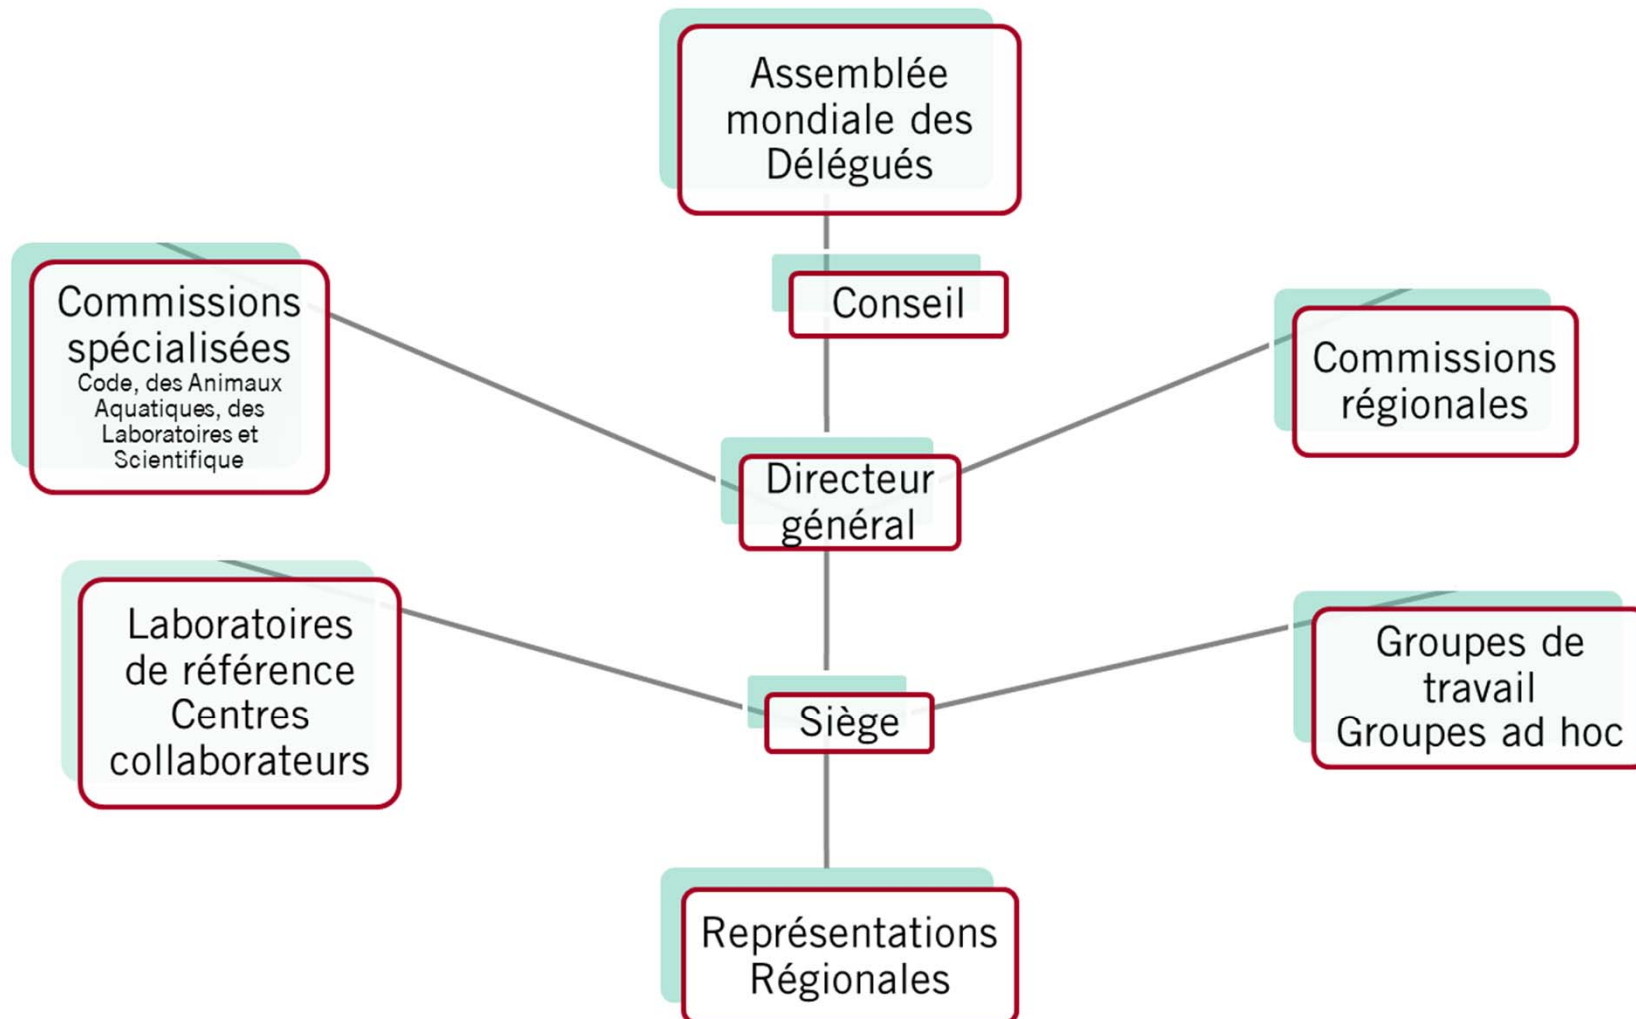 Assemblée
mondiale des
Délégués
Conseil
Commissions
spécialisées
Code, des Animaux
Aquatiques, des
Laboratoires et
Scientifique
Commissions
régionales
Directeur
général
Laboratoires
de référence
Centres
collaborateurs
Siège
Groupes de
travail
Groupes ad hoc
Représentations
Régionales